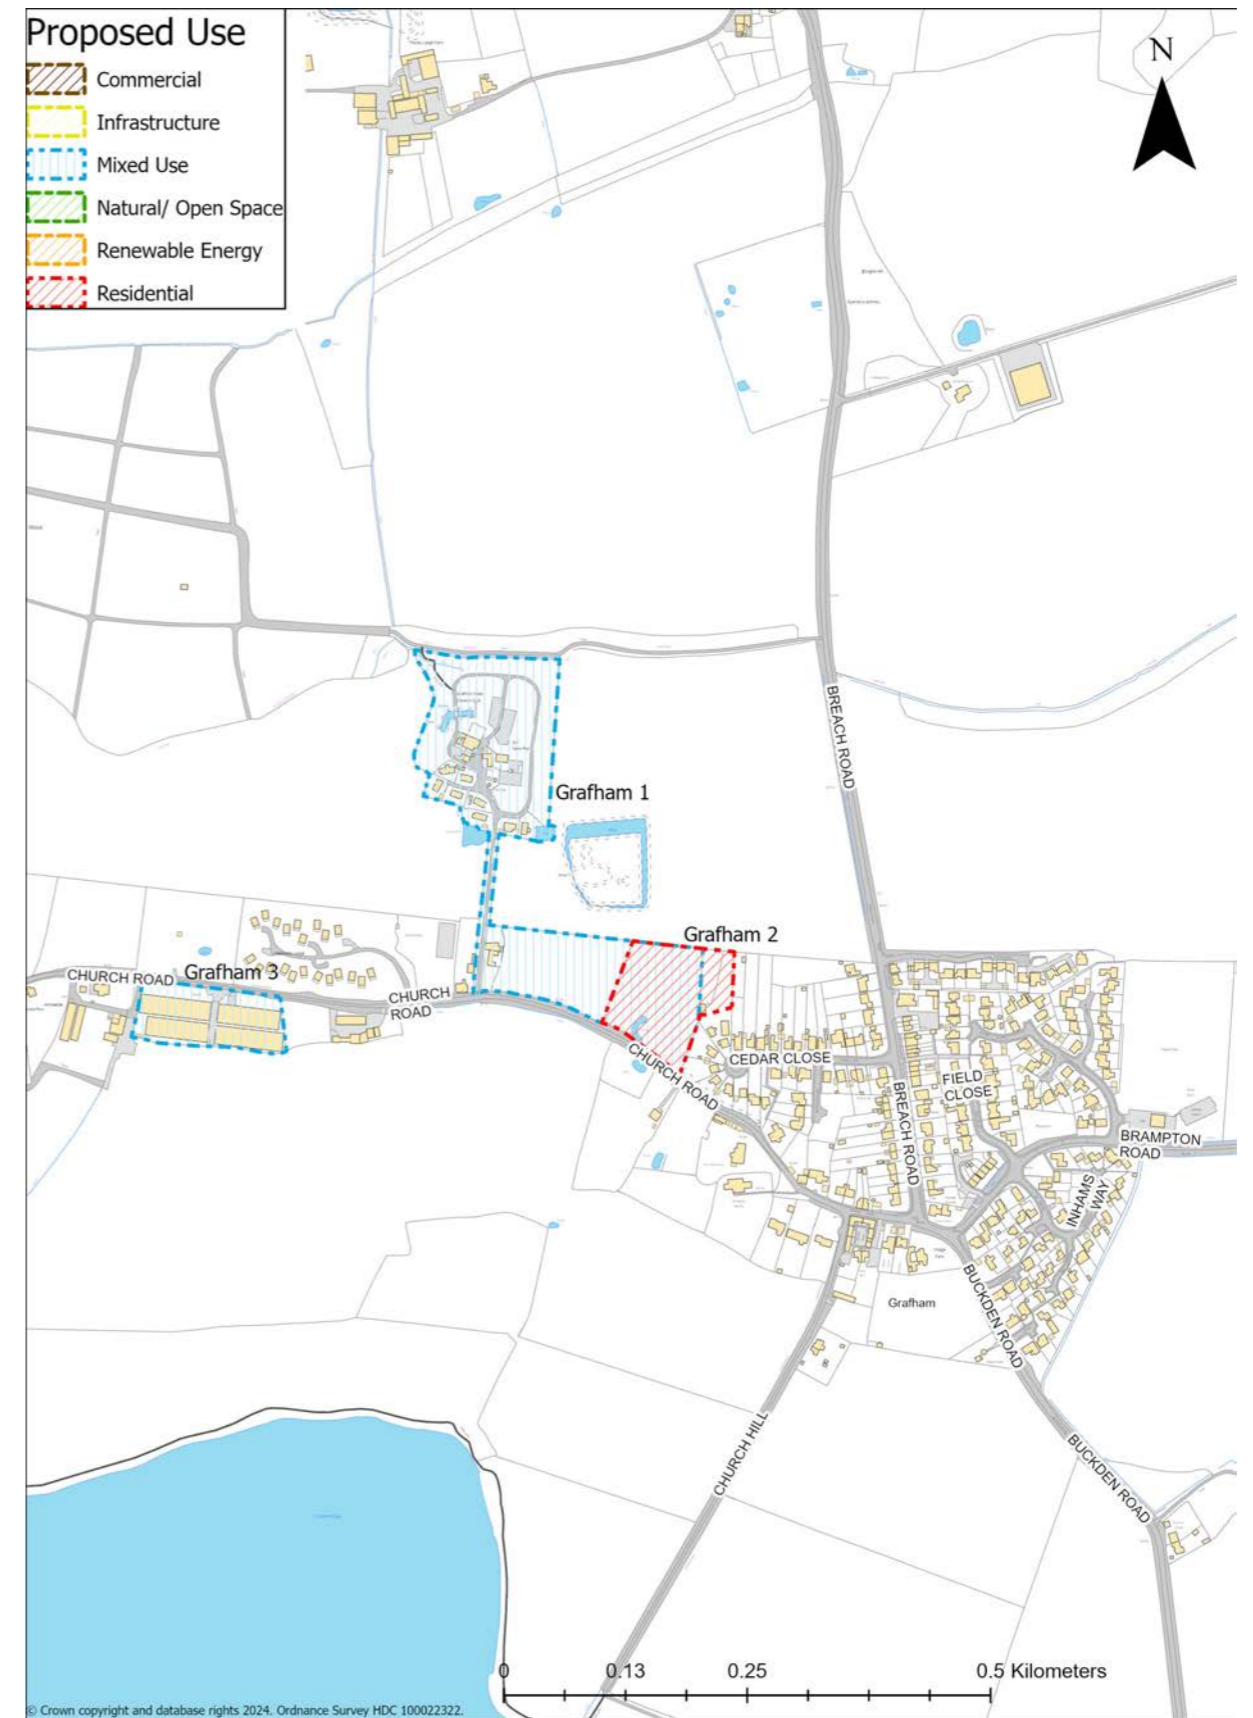 Proposed Use
Commercial
Infrastructure
Mixed Use
Natural/ Open Space
Renewable Energy
Residential
N
BREACH ROAD
Grafham 1
Grafham 2
Grafham 3
CHURCH ROAD
CHURCH
ROAD
CHURCH ROAD
CEDAR CLOSE
FIELD
CLOSE
BREACH ROAD
BRAMPTON
ROAD
INHAMS
WAY
Grafham
BUCKDEN ROAD
CHURCH HILL
BUCKDEN ROAD
0 0.13 0.25 0.5 Kilometers
© Crown copyright and database rights 2024. Ordnance Survey HDC 100022322.